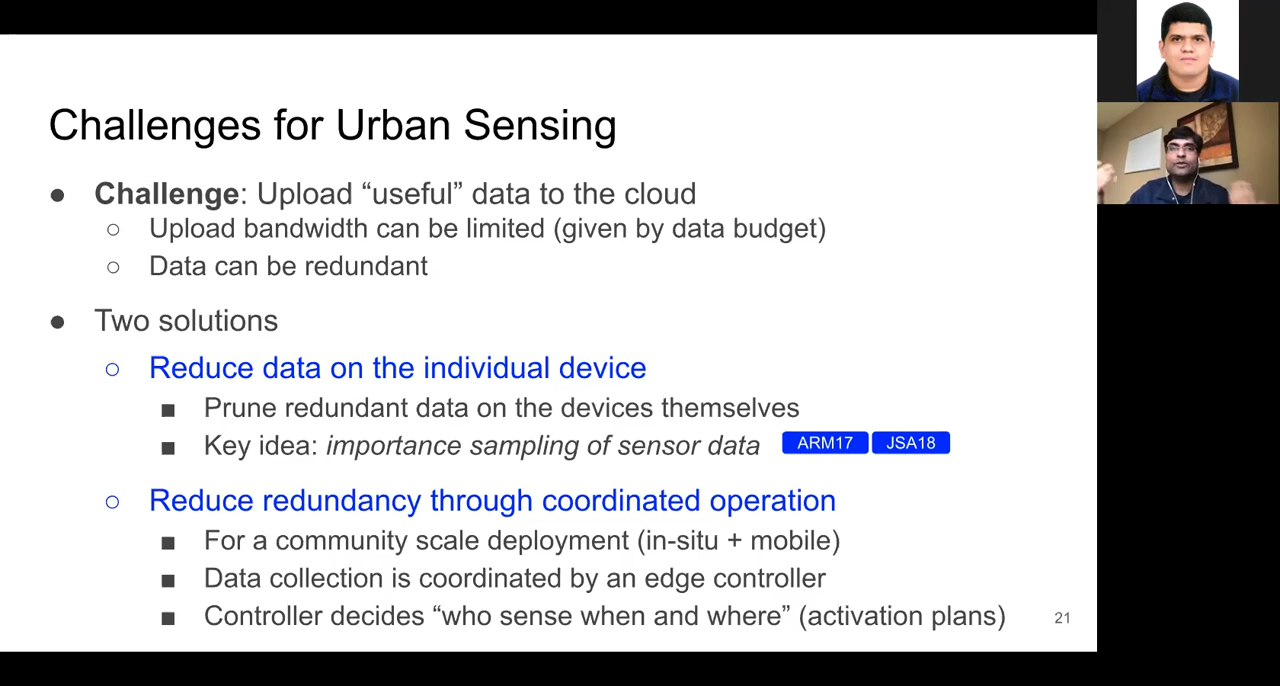 Challenges for Urban Sensing
● Challenge: Upload “useful” data to the cloud
○ Upload bandwidth can be limited (given by data budget)
○ Data can be redundant
● Two solutions
○ Reduce data on the individual device
■ Prune redundant data on the devices themselves
■ Key idea: importance sampling of sensor data ARM17 JSA18
○ Reduce redundancy through coordinated operation
■ For a community scale deployment (in-situ + mobile)
■ Data collection is coordinated by an edge controller
■ Controller decides “who sense when and where” (activation plans)
21